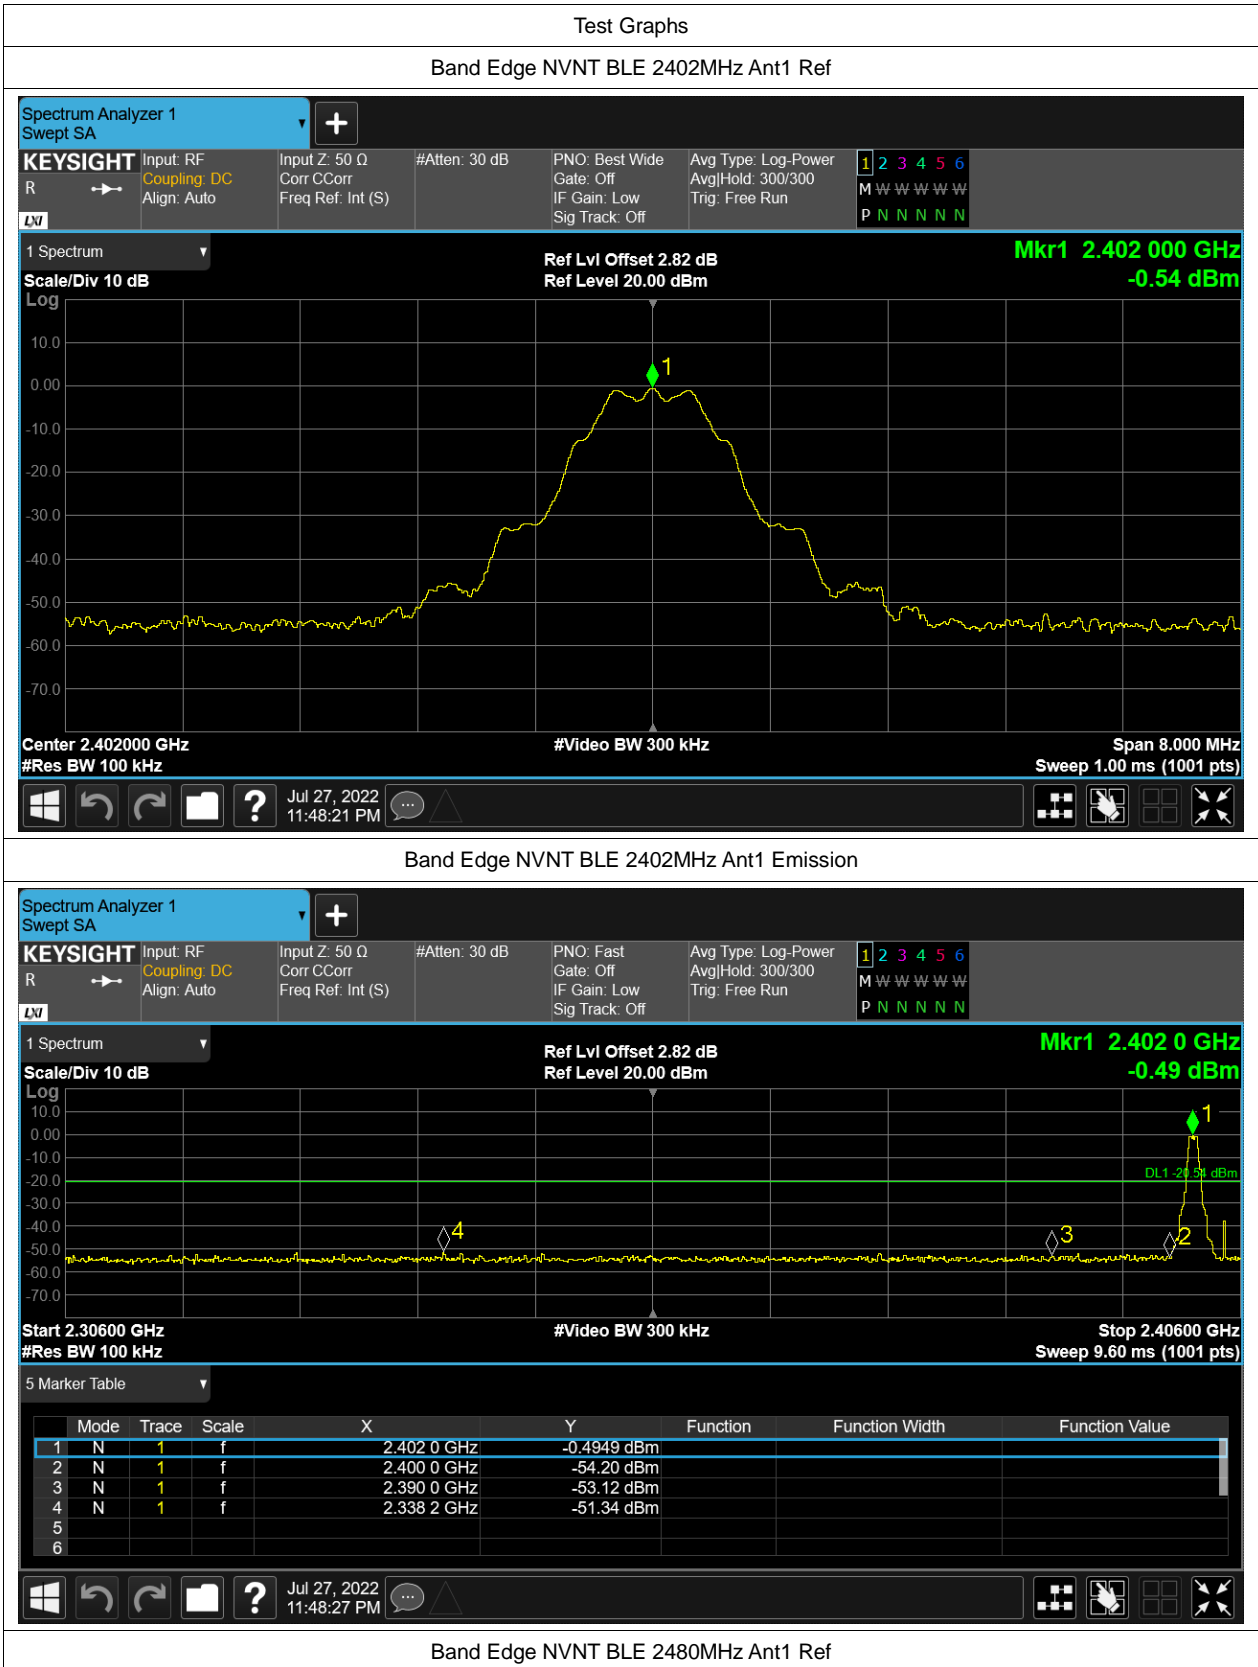 Test Graphs
Band Edge NVNT BLE 2402MHz Ant1 Ref
Spectrum Analyzer 1
Swept SA
KEYSIGHT Input: RF Input Z: 50 Ω #Atten: 30 dB PNO: Best Wide Avg Type: Log-Power 1 2 3 4 5 6
R Coupling: DC Corr CCorr Gate: Off Avg|Hold: 300/300 M W W W W W
Align: Auto Freq Ref: Int (S) IF Gain: Low Trig: Free Run
LXI Sig Track: Off P N N N N N
1 Spectrum Ref Lvl Offset 2.82 dB Mkr1 2.402 000 GHz
Scale/Div 10 dB Ref Level 20.00 dBm -0.54 dBm
Log
1
10.0
0.00
-10.0
-20.0
-30.0
-40.0
-50.0
-60.0
-70.0
Center 2.402000 GHz #Video BW 300 kHz Span 8.000 MHz
#Res BW 100 kHz Sweep 1.00 ms (1001 pts)
? Jul 27, 2022
11:48:21 PM
Band Edge NVNT BLE 2402MHz Ant1 Emission
Spectrum Analyzer 1
Swept SA
KEYSIGHT Input: RF Input Z: 50 Ω #Atten: 30 dB PNO: Fast Avg Type: Log-Power 1 2 3 4 5 6
R Coupling: DC Corr CCorr Gate: Off Avg|Hold: 300/300 M W W W W W
Align: Auto Freq Ref: Int (S) IF Gain: Low Trig: Free Run
LXI Sig Track: Off P N N N N N
1 Spectrum Ref Lvl Offset 2.82 dB Mkr1 2.402 0 GHz
Scale/Div 10 dB Ref Level 20.00 dBm -0.49 dBm
Log
10.0 1
0.00
-10.0
-20.0 DL1 -20.54 dBm
-30.0
-40.0 4 3 2
-50.0
-60.0
-70.0
Start 2.30600 GHz #Video BW 300 kHz Stop 2.40600 GHz
#Res BW 100 kHz Sweep 9.60 ms (1001 pts)
5 Marker Table
Mode Trace Scale X Y Function Function Width Function Value
1 N 1 f 2.402 0 GHz -0.4949 dBm
2 N 1 f 2.400 0 GHz -54.20 dBm
3 N 1 f 2.390 0 GHz -53.12 dBm
4 N 1 f 2.338 2 GHz -51.34 dBm
5
6
? Jul 27, 2022
11:48:27 PM
Band Edge NVNT BLE 2480MHz Ant1 Ref